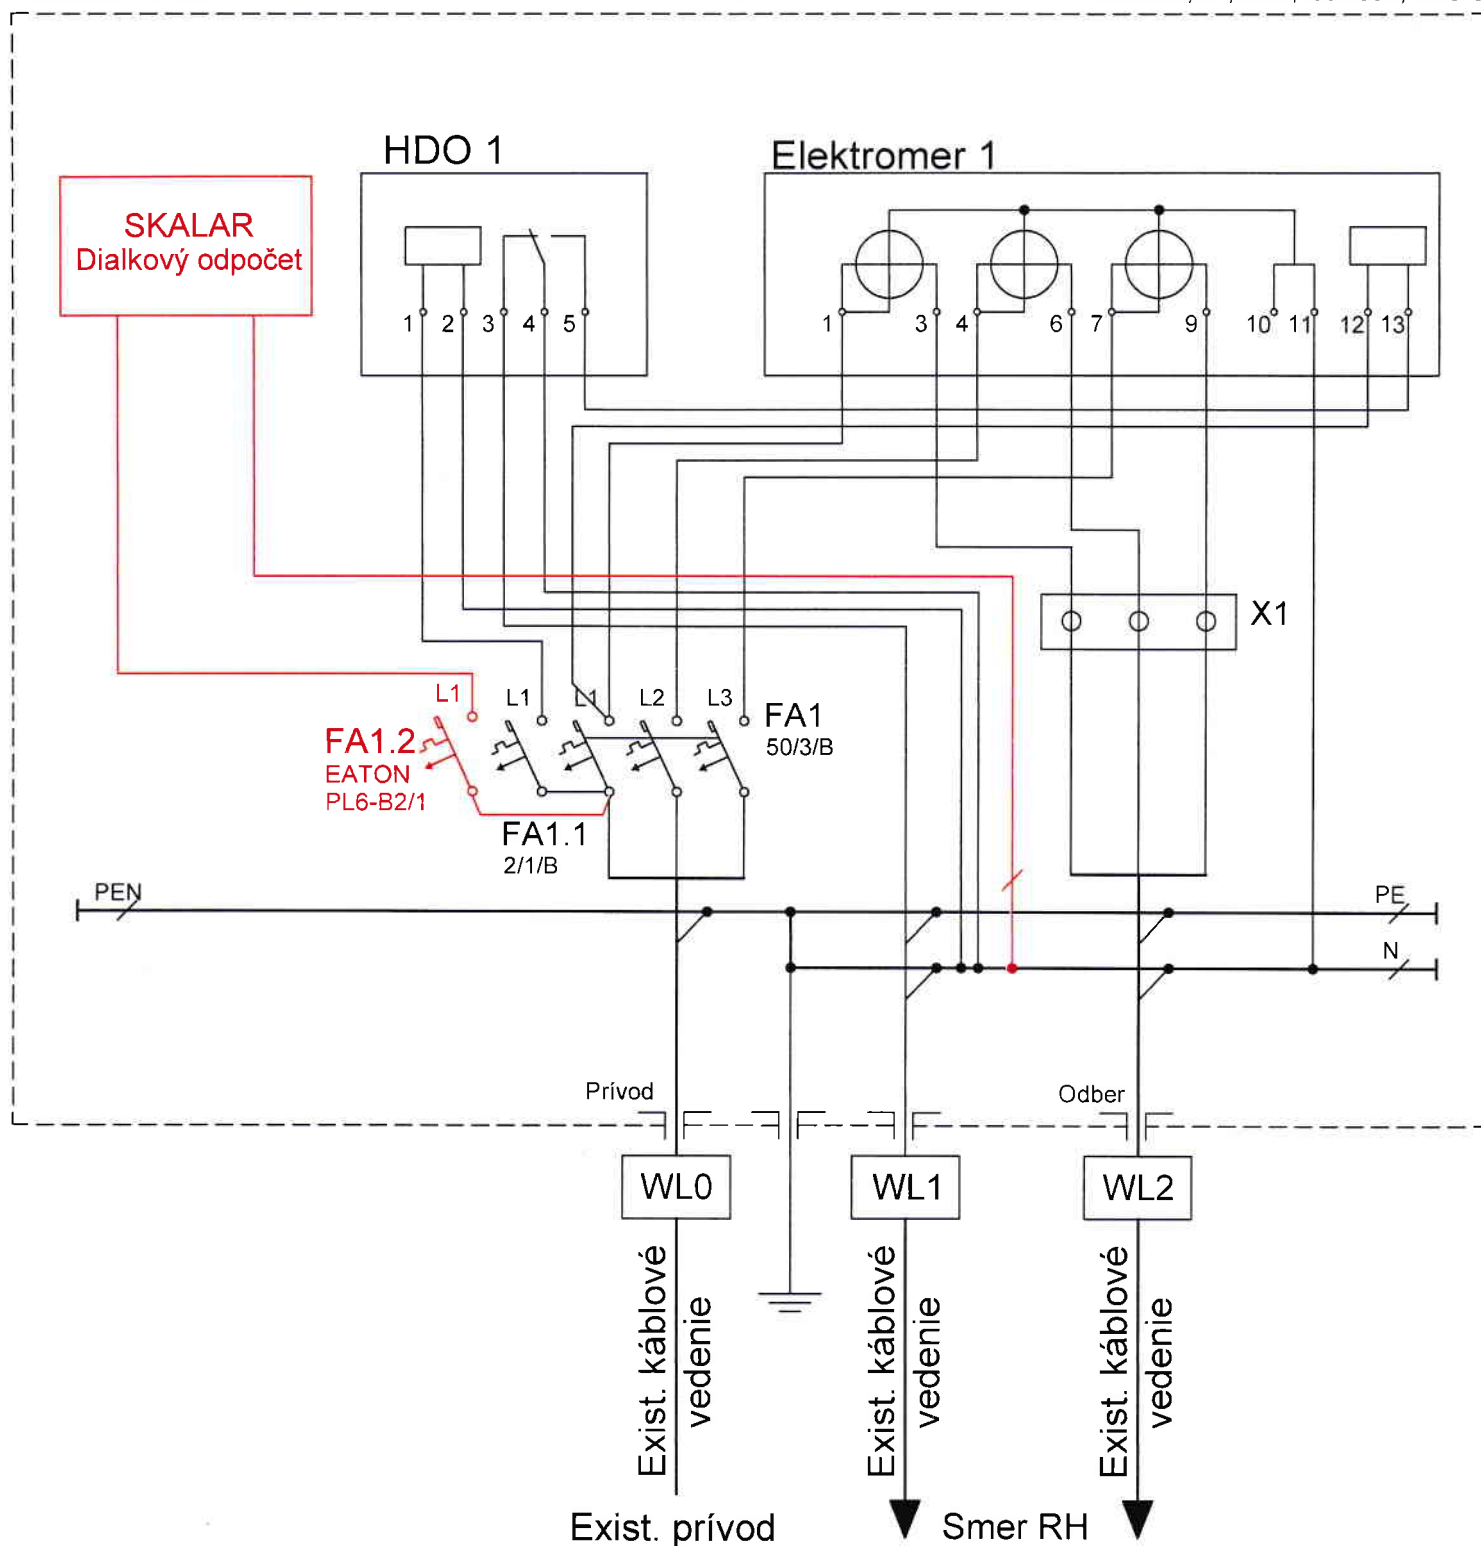 HDO 1
Elektromer 1
SKALAR
Dialkový odpočet
1 2 3 4 5
1 3 4 6 7 9 10 11 12 13
X1
L1 L1 L1 L2 L3
FA1
50/3/B
FA1.2
EATON
PL6-B2/1
FA1.1
2/1/B
PEN
PE
N
Prívod
Odber
WL0
WL1
WL2
Exist. káblové
vedenie
Exist. káblové
vedenie
Exist. káblové
vedenie
Exist. prívod
Smer RH